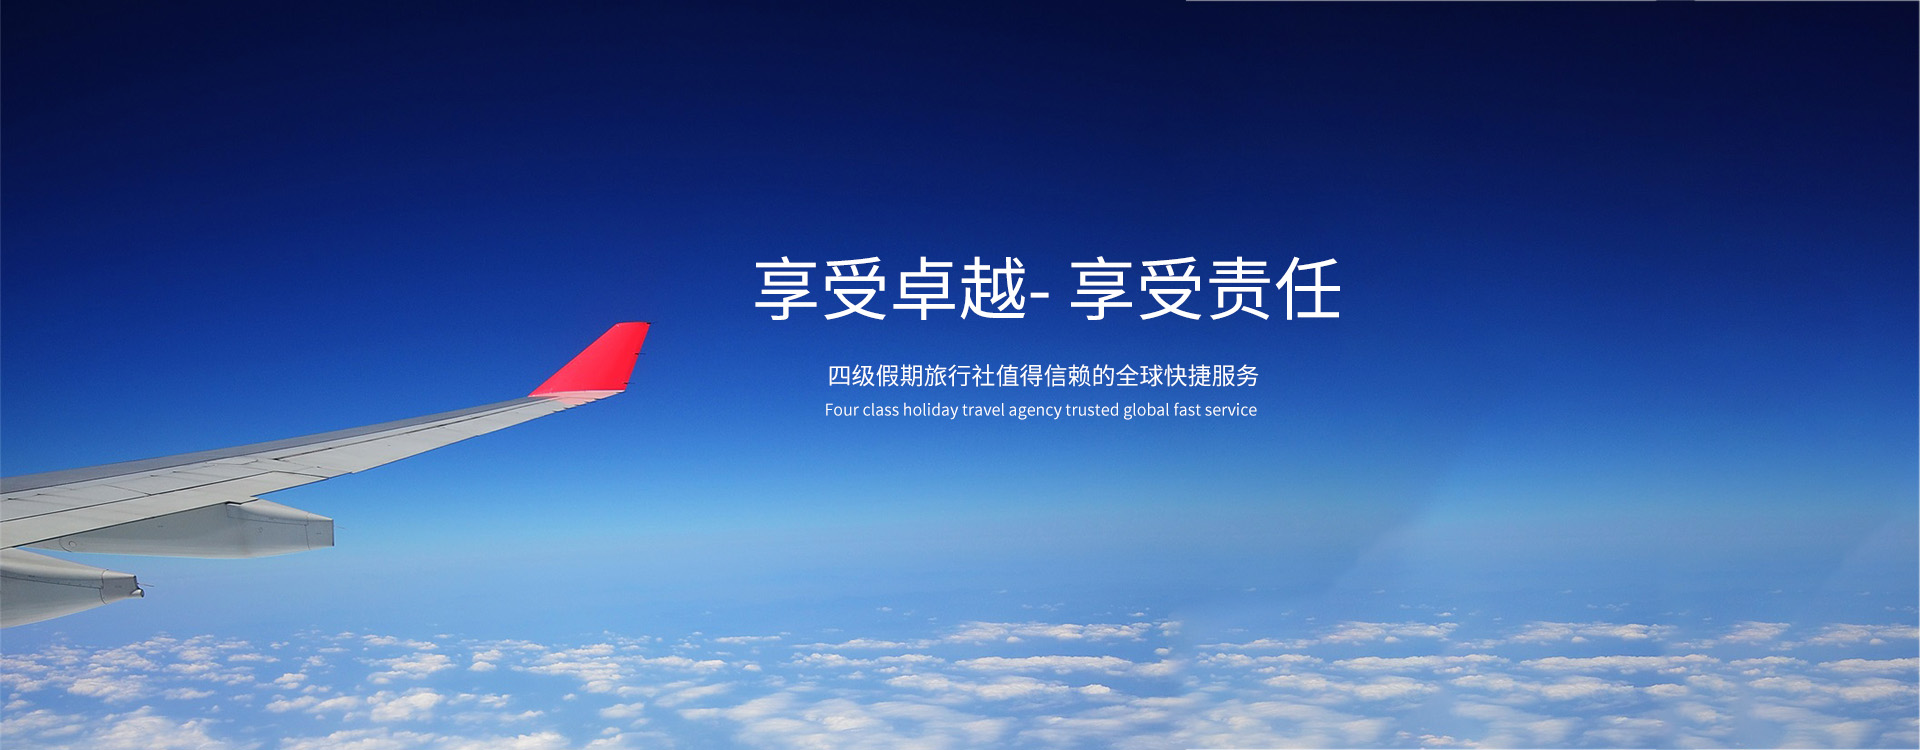 享受卓越- 享受责任
四级假期旅行社值得信赖的全球快捷服务
Four class holiday travel agency trusted global fast service